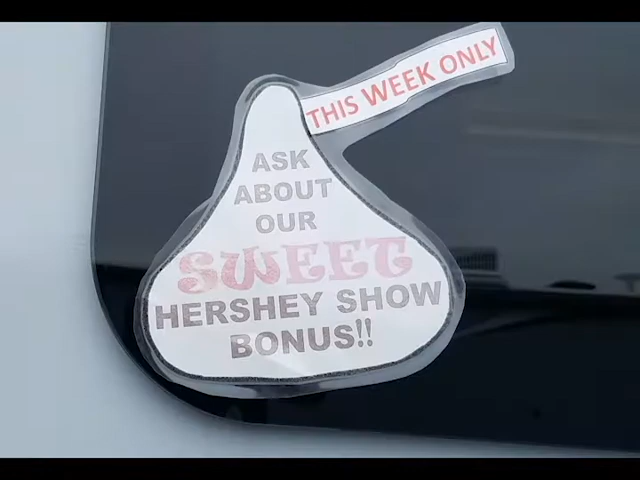 THIS WEEK ONLY
ASK
ABOUT
OUR
SWEET
HERSHEY SHOW
BONUS!!